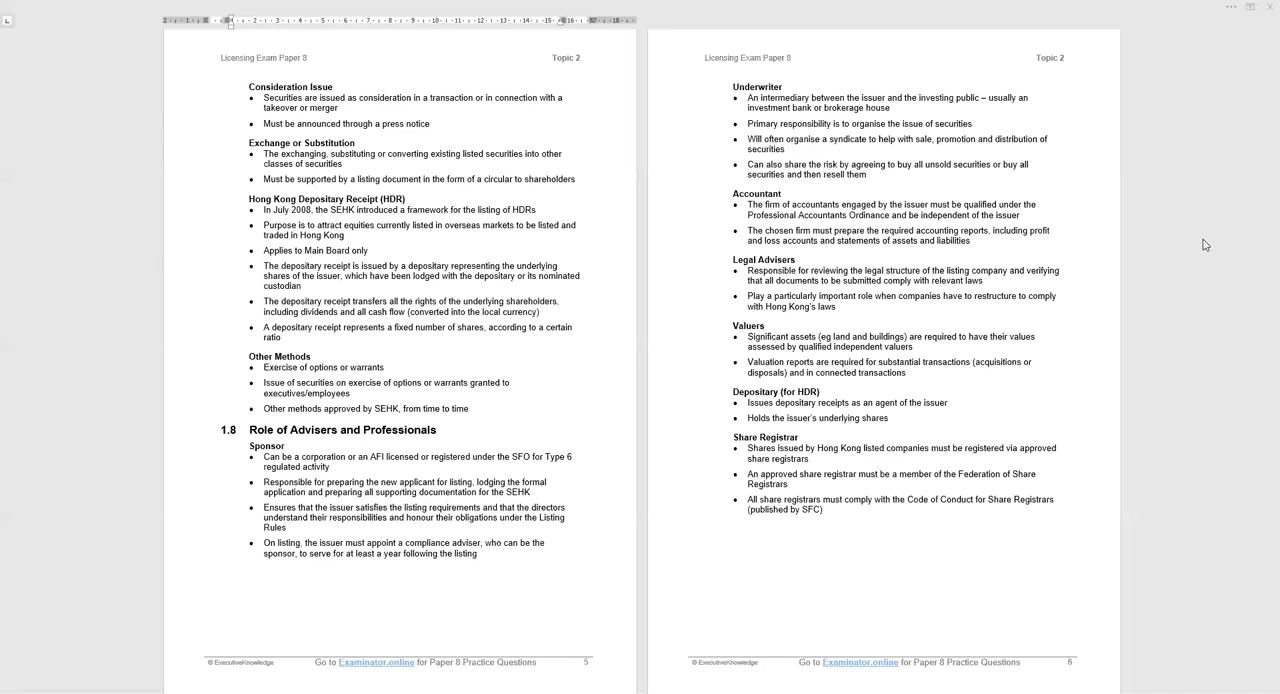 2 1 1 2 3 4 5 6 7 8 9 10 11 12 13 14 15 16 17 18
Licensing Exam Paper 8 Topic 2
Consideration Issue
• Securities are issued as consideration in a transaction or in connection with a
takeover or merger
• Must be announced through a press notice
Exchange or Substitution
• The exchanging, substituting or converting existing listed securities into other
classes of securities
• Must be supported by a listing document in the form of a circular to shareholders
Hong Kong Depositary Receipt (HDR)
• In July 2008, the SEHK introduced a framework for the listing of HDRs
• Purpose is to attract equities currently listed in overseas markets to be listed and
traded in Hong Kong
• Applies to Main Board only
• The depositary receipt is issued by a depositary representing the underlying
shares of the issuer, which have been lodged with the depositary or its nominated
custodian
• The depositary receipt transfers all the rights of the underlying shareholders,
including dividends and all cash flow (converted into the local currency)
• A depositary receipt represents a fixed number of shares, according to a certain
ratio
Other Methods
• Exercise of options or warrants
• Issue of securities on exercise of options or warrants granted to
executives/employees
• Other methods approved by SEHK, from time to time
1.8 Role of Advisers and Professionals
Sponsor
• Can be a corporation or an AFI licensed or registered under the SFO for Type 6
regulated activity
• Responsible for preparing the new applicant for listing, lodging the formal
application and preparing all supporting documentation for the SEHK
• Ensures that the issuer satisfies the listing requirements and that the directors
understand their responsibilities and honour their obligations under the Listing
Rules
• On listing, the issuer must appoint a compliance adviser, who can be the
sponsor, to serve for at least a year following the listing
© ExecutiveKnowledge Go to Examinator.online for Paper 8 Practice Questions 5
Licensing Exam Paper 8 Topic 2
Underwriter
• An intermediary between the issuer and the investing public – usually an
investment bank or brokerage house
• Primary responsibility is to organise the issue of securities
• Will often organise a syndicate to help with sale, promotion and distribution of
securities
• Can also share the risk by agreeing to buy all unsold securities or buy all
securities and then resell them
Accountant
• The firm of accountants engaged by the issuer must be qualified under the
Professional Accountants Ordinance and be independent of the issuer
• The chosen firm must prepare the required accounting reports, including profit
and loss accounts and statements of assets and liabilities
Legal Advisers
• Responsible for reviewing the legal structure of the listing company and verifying
that all documents to be submitted comply with relevant laws
• Play a particularly important role when companies have to restructure to comply
with Hong Kong's laws
Valuers
• Significant assets (eg land and buildings) are required to have their values
assessed by qualified independent valuers
• Valuation reports are required for substantial transactions (acquisitions or
disposals) and in connected transactions
Depositary (for HDR)
• Issues depositary receipts as an agent of the issuer
• Holds the issuer's underlying shares
Share Registrar
• Shares issued by Hong Kong listed companies must be registered via approved
share registrars
• An approved share registrar must be a member of the Federation of Share
Registrars
• All share registrars must comply with the Code of Conduct for Share Registrars
(published by SFC)
© ExecutiveKnowledge Go to Examinator.online for Paper 8 Practice Questions 6